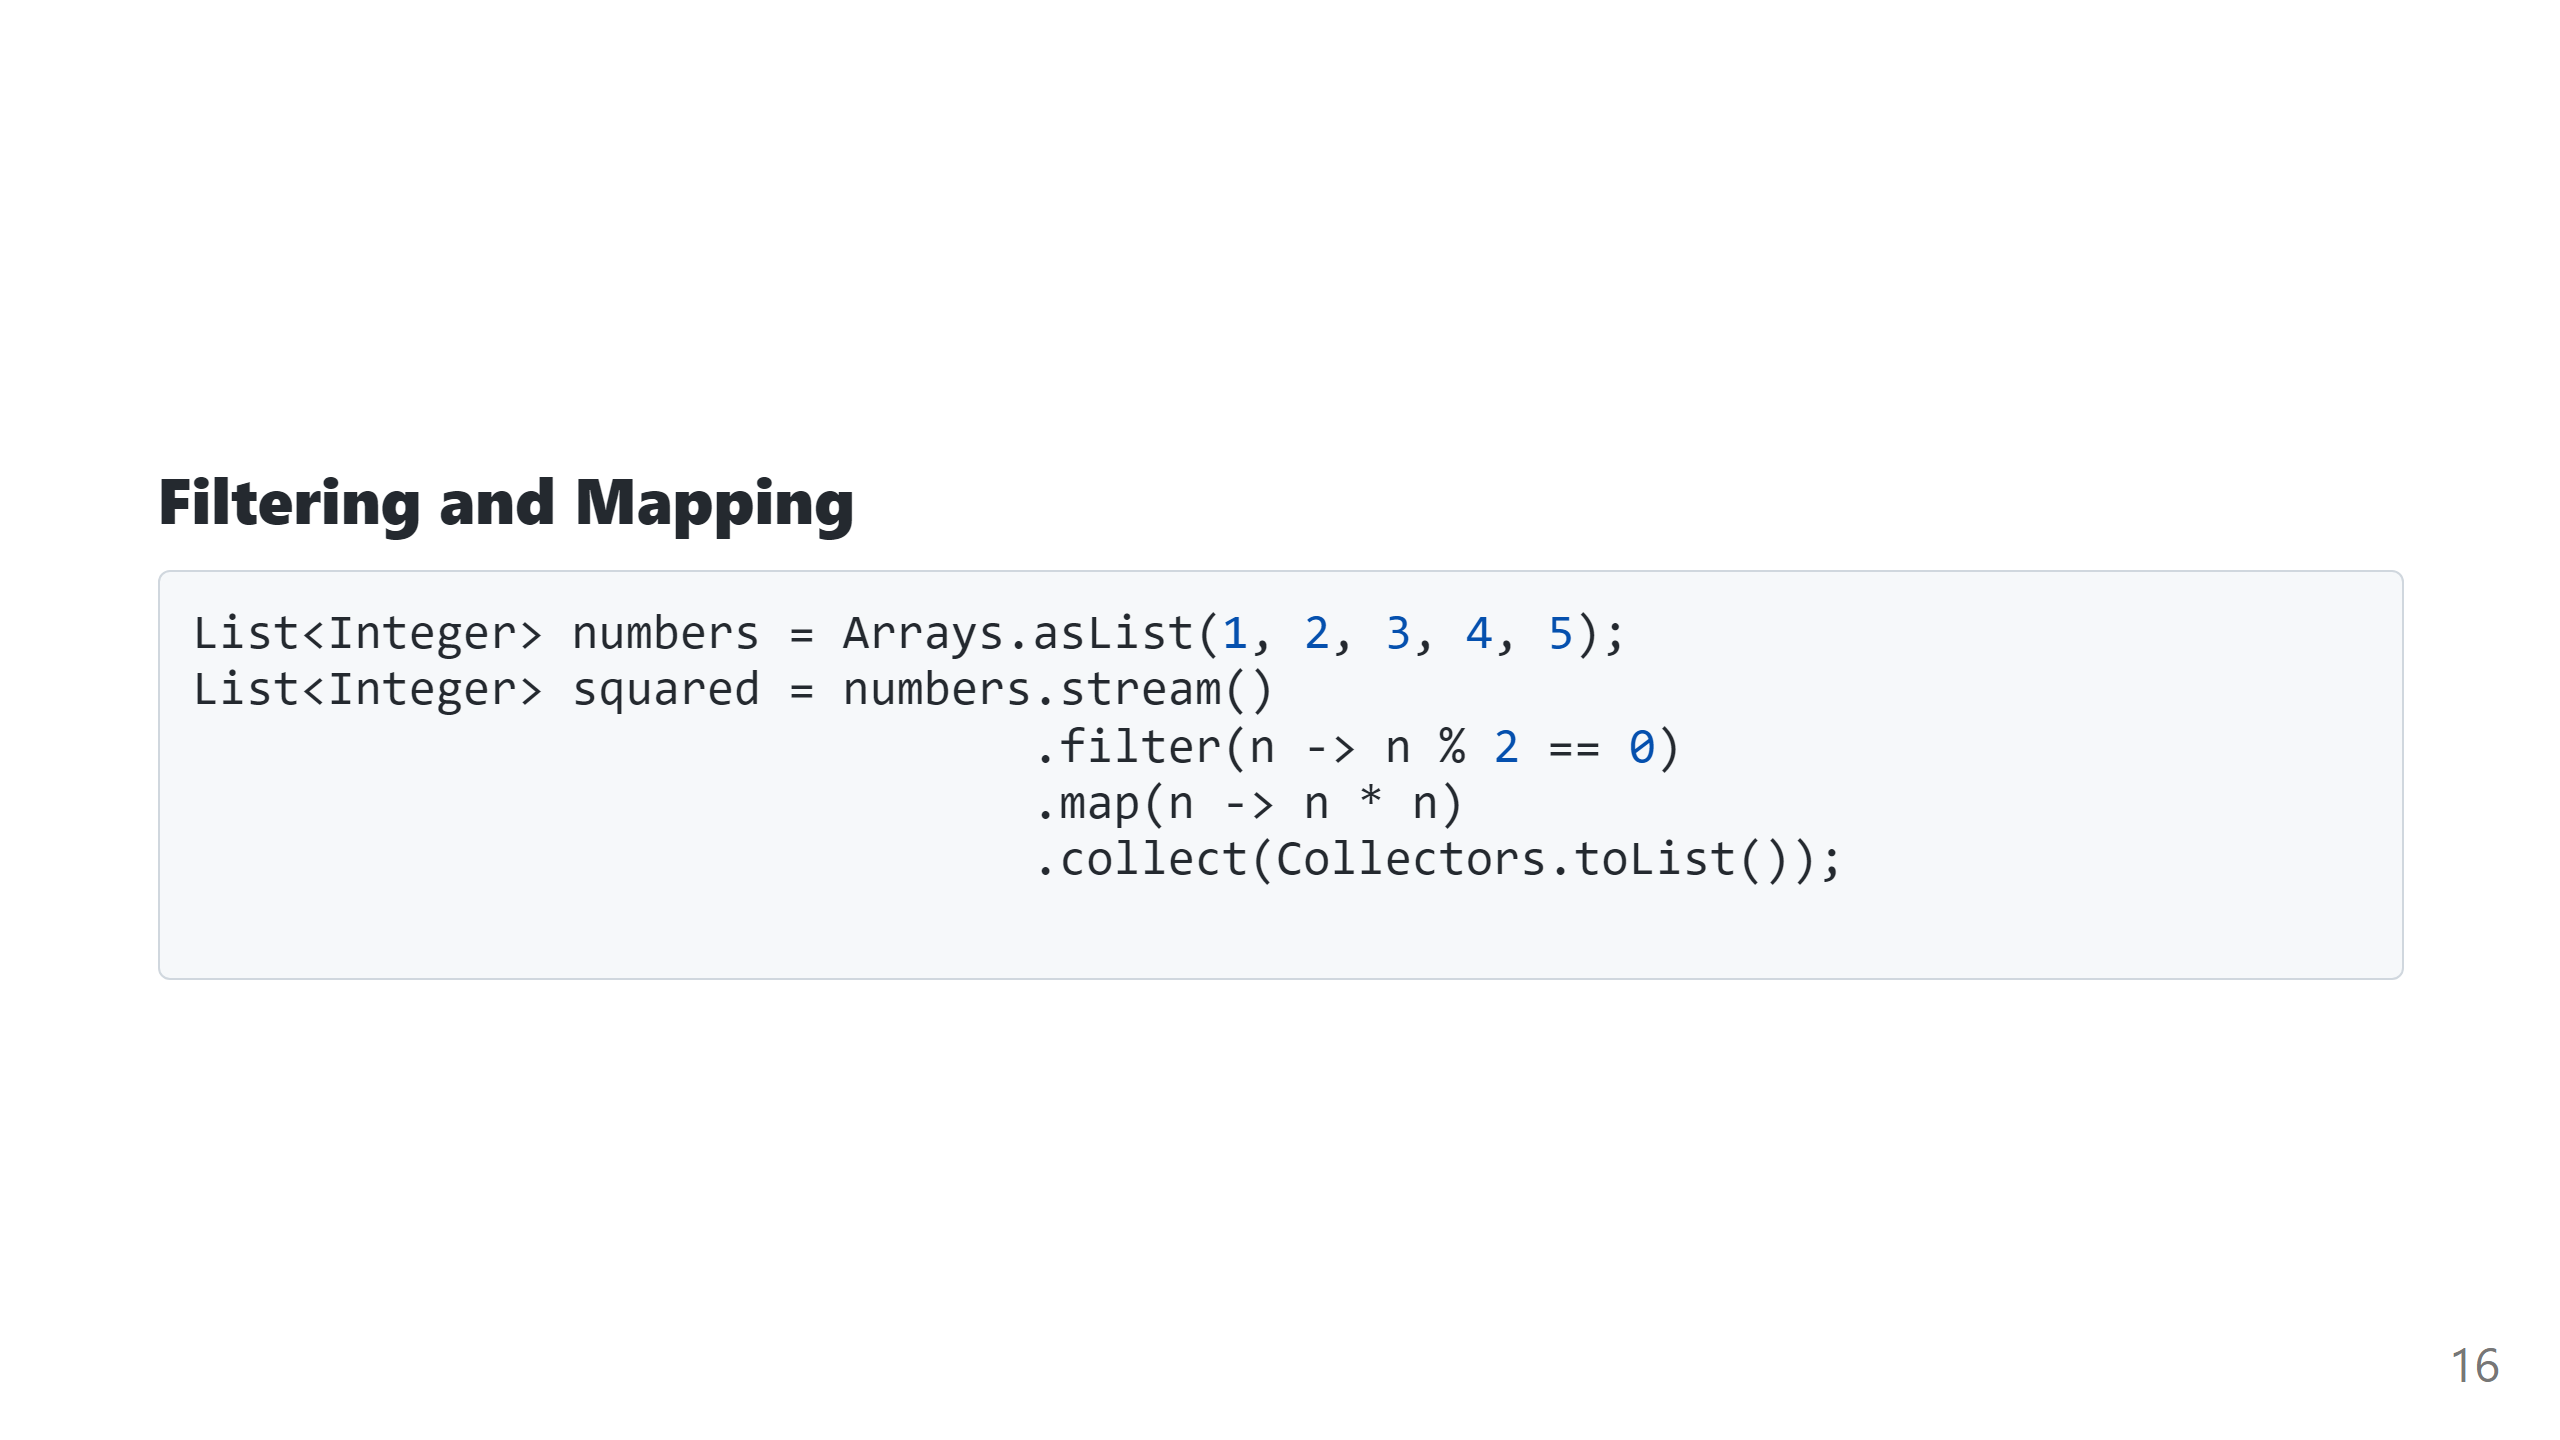 Filtering and Mapping
List<Integer> numbers = Arrays.asList(1, 2, 3, 4, 5);
List<Integer> squared = numbers.stream()
                               .filter(n -> n % 2 == 0)
                               .map(n -> n * n)
                               .collect(Collectors.toList());
16